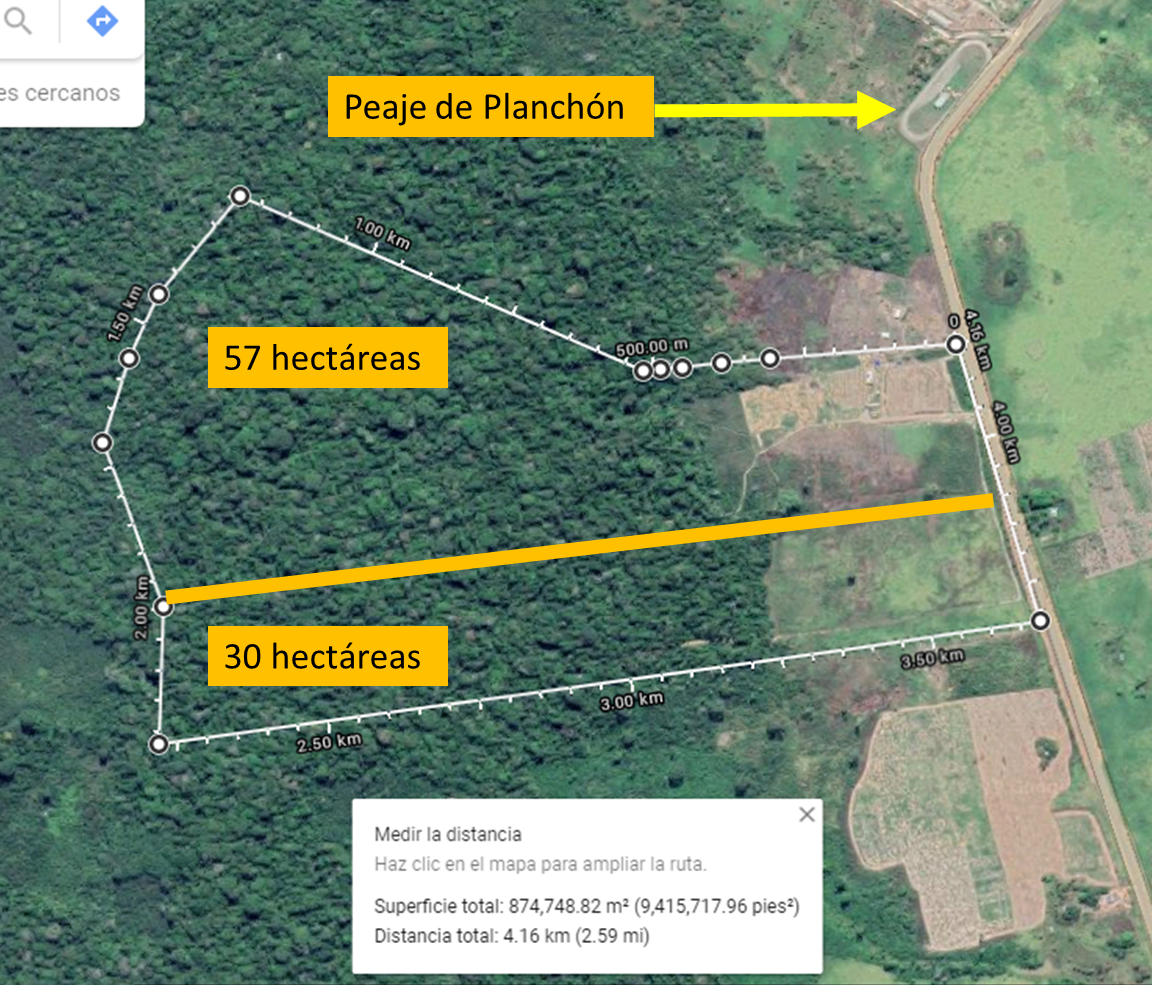 es cercanos
Peaje de Planchón
1.00 km
1.50 km
57 hectáreas
500.00 m
0
4.16 km
4.00 km
2.00 km
30 hectáreas
3.50 km
3.00 km
2.50 km
Medir la distancia
Haz clic en el mapa para ampliar la ruta.
Superficie total: 874,748.82 m² (9,415,717.96 pies²)
Distancia total: 4.16 km (2.59 mi)